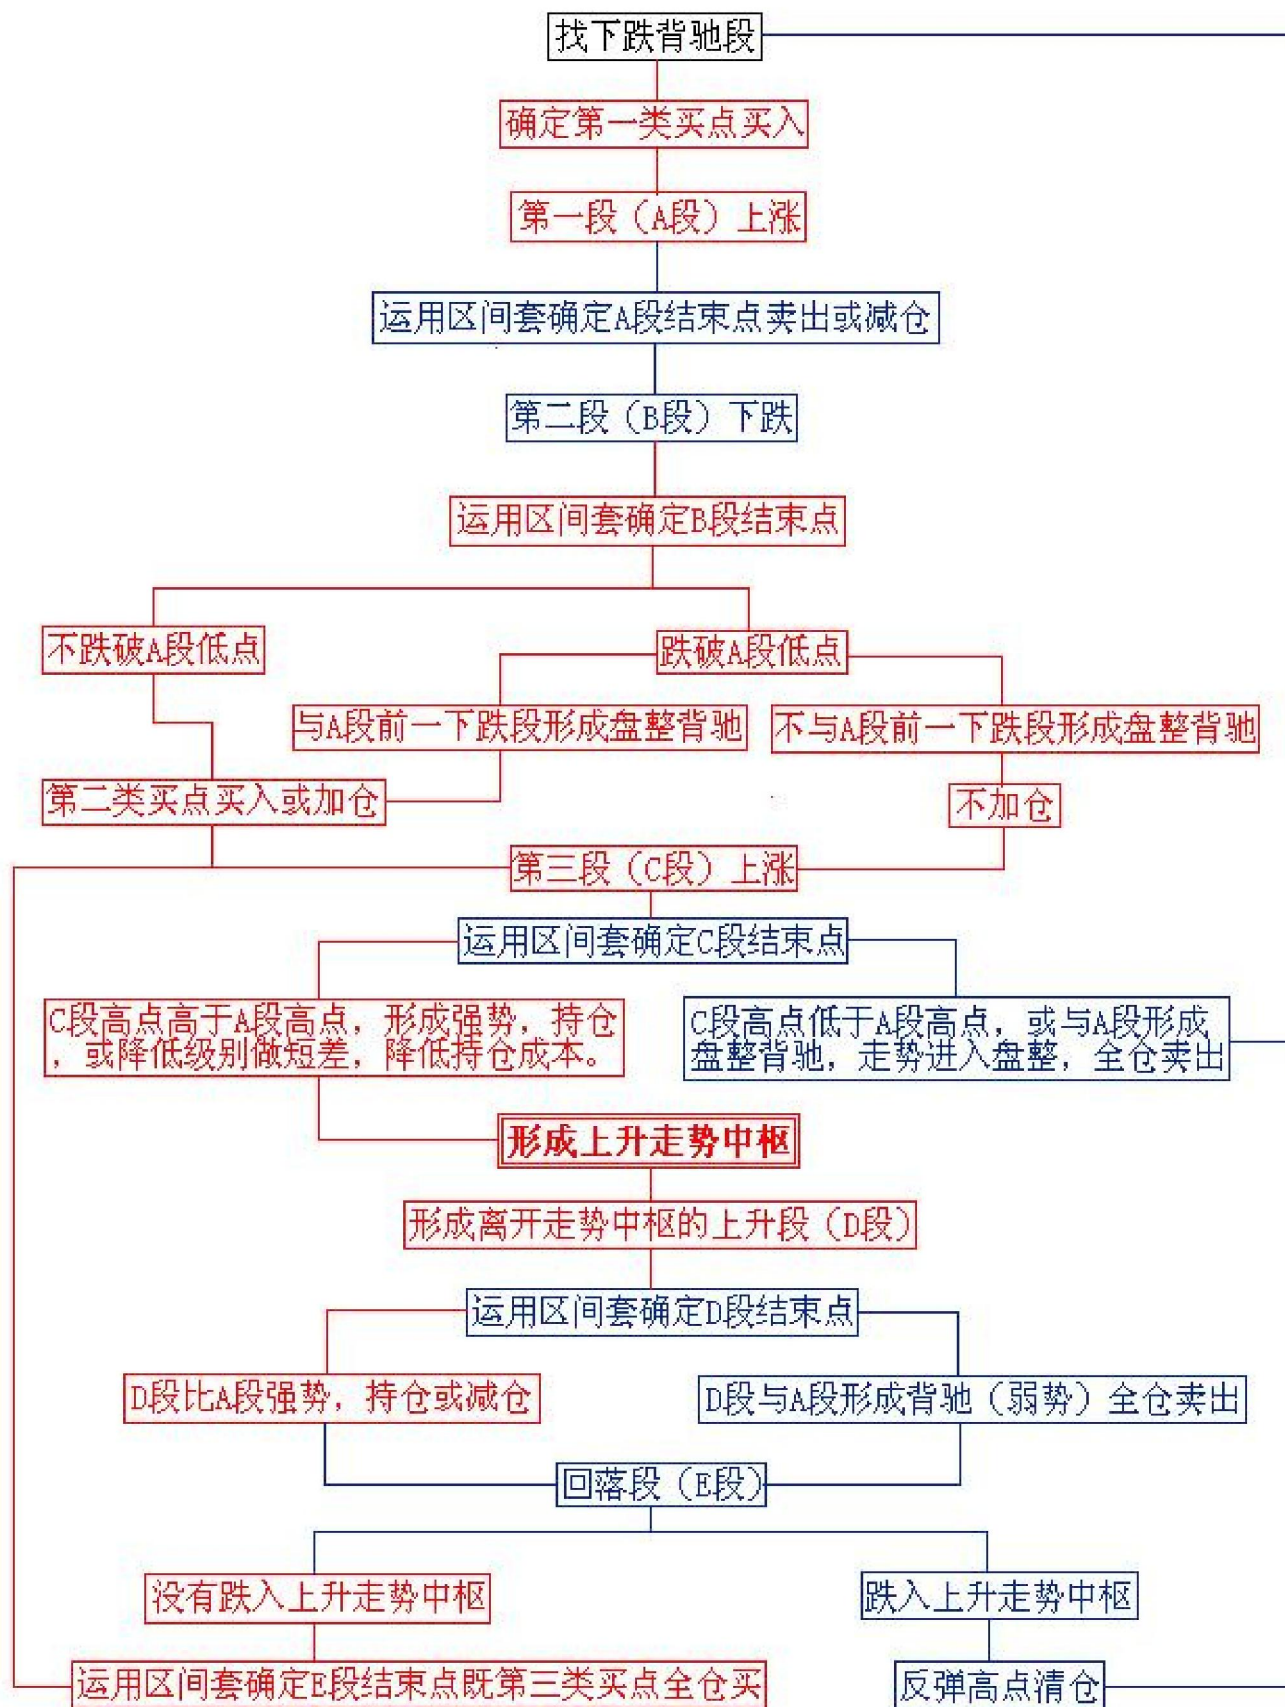 找下跌背驰段
确定第一类买点买入
第一段（A段）上涨
运用区间套确定A段结束点卖出或减仓
第二段（B段）下跌
运用区间套确定B段结束点
不跌破A段低点
跌破A段低点
与A段前一下跌段形成盘整背驰
不与A段前一下跌段形成盘整背驰
第二类买点买入或加仓
不加仓
第三段（C段）上涨
运用区间套确定C段结束点
C段高点高于A段高点，形成强势，持仓
，或降低级别做短差，降低持仓成本。
C段高点低于A段高点，或与A段形成
盘整背驰，走势进入盘整，全仓卖出
形成上升走势中枢
形成离开走势中枢的上升段（D段）
运用区间套确定D段结束点
D段比A段强势，持仓或减仓
D段与A段形成背驰（弱势）全仓卖出
回落段（E段）
没有跌入上升走势中枢
跌入上升走势中枢
运用区间套确定E段结束点既第三类买点全仓买
反弹高点清仓